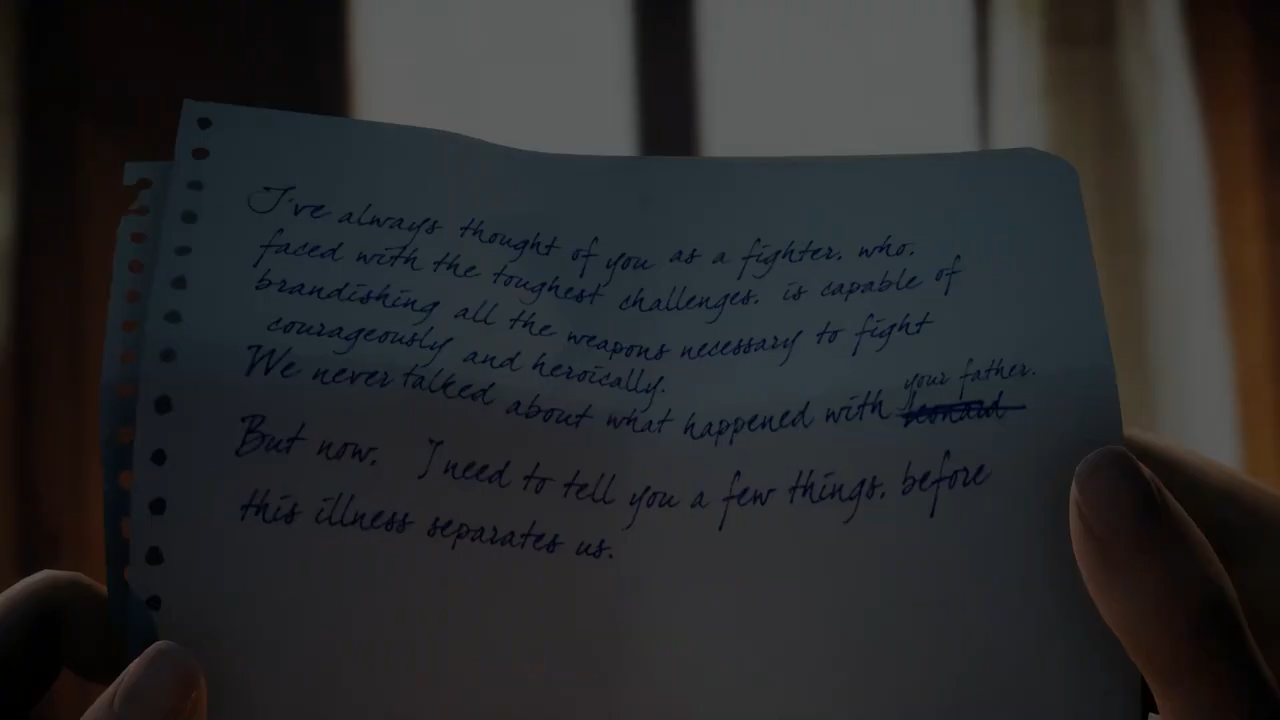 I've always thought of you as a fighter. who.
faced with the toughest challenges. is capable of
brandishing all the weapons necessary to fight
courageously and heroically.
your father.
We never talked about what happened with leonard
But now. I need to tell you a few things. before
this illness separates us.